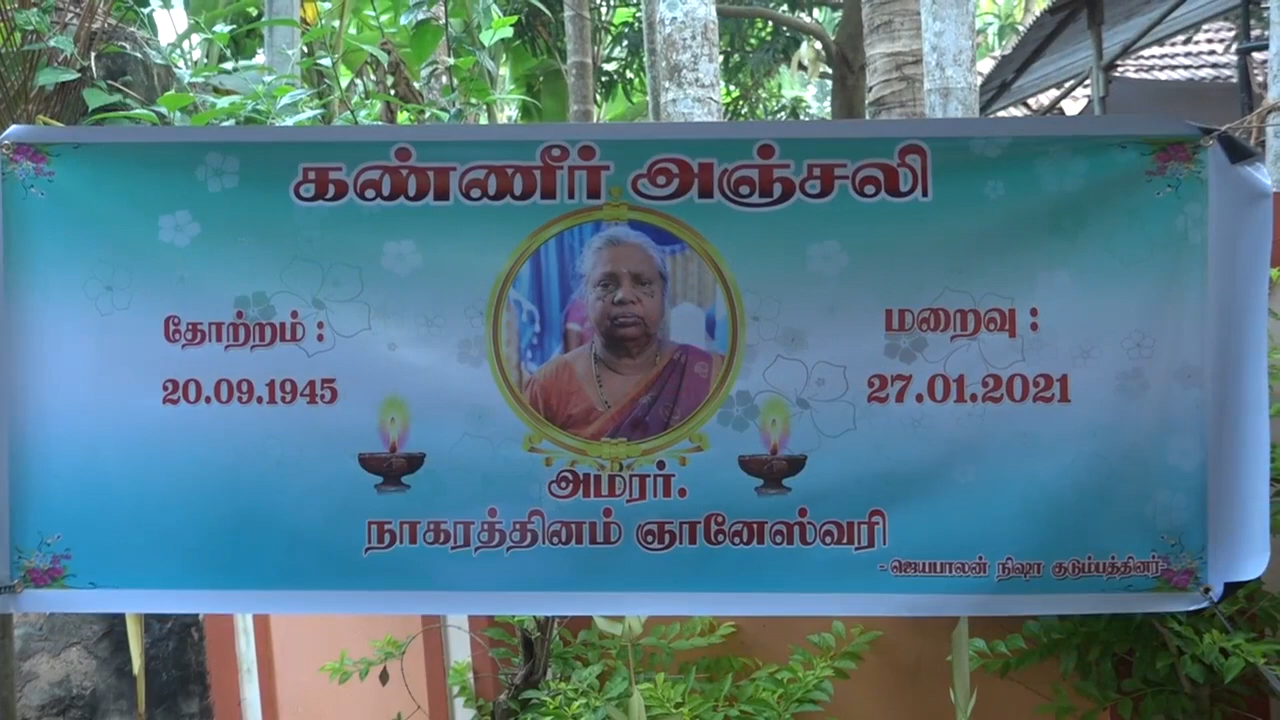 கண்ணீர் அஞ்சலி
தோற்றம் :
20.09.1945
மறைவு :
27.01.2021
அமரர்.
நாகரத்தினம் ஞானேஸ்வரி
- ஜெயபாலன் நிஷா குடும்பத்தினர்-